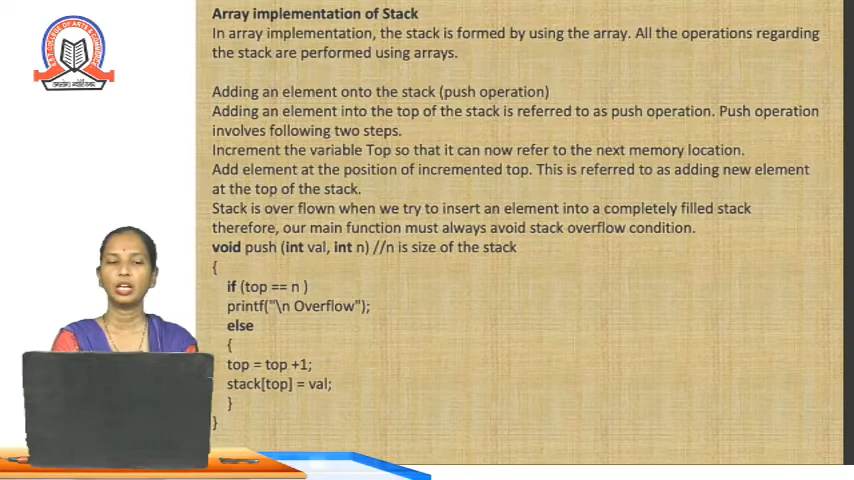 Array implementation of Stack
In array implementation, the stack is formed by using the array. All the operations regarding
the stack are performed using arrays.
Adding an element onto the stack (push operation)
Adding an element into the top of the stack is referred to as push operation. Push operation
involves following two steps.
Increment the variable Top so that it can now refer to the next memory location.
Add element at the position of incremented top. This is referred to as adding new element
at the top of the stack.
Stack is over flown when we try to insert an element into a completely filled stack
therefore, our main function must always avoid stack overflow condition.
void push (int val, int n) //n is size of the stack
{
if (top == n )
printf("\n Overflow");
else
{
top = top +1;
stack[top] = val;
}
}